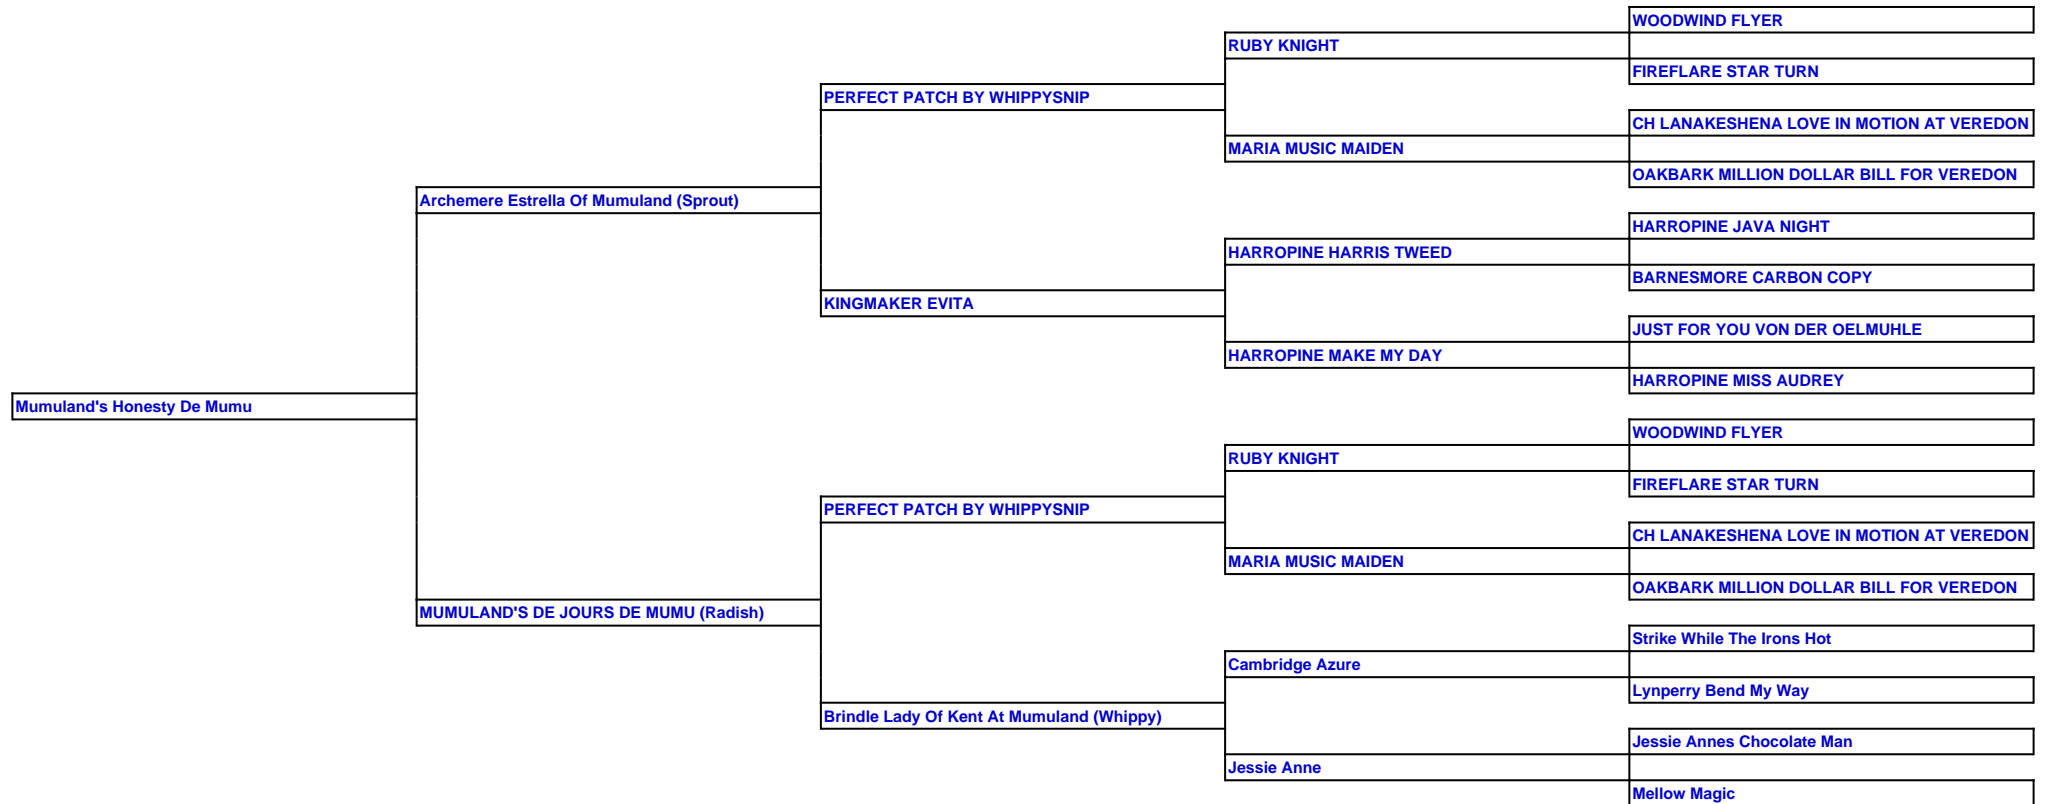 WOODWIND FLYER
RUBY KNIGHT
FIREFLARE STAR TURN
PERFECT PATCH BY WHIPPYSNIP
CH LANAKESHENA LOVE IN MOTION AT VEREDON
MARIA MUSIC MAIDEN
OAKBARK MILLION DOLLAR BILL FOR VEREDON
Archemere Estrella Of Mumuland (Sprout)
HARROPINE JAVA NIGHT
HARROPINE HARRIS TWEED
BARNESMORE CARBON COPY
KINGMAKER EVITA
JUST FOR YOU VON DER OELMUHLE
HARROPINE MAKE MY DAY
HARROPINE MISS AUDREY
Mumuland's Honesty De Mumu
WOODWIND FLYER
RUBY KNIGHT
FIREFLARE STAR TURN
PERFECT PATCH BY WHIPPYSNIP
CH LANAKESHENA LOVE IN MOTION AT VEREDON
MARIA MUSIC MAIDEN
OAKBARK MILLION DOLLAR BILL FOR VEREDON
MUMULAND'S DE JOURS DE MUMU (Radish)
Strike While The Irons Hot
Cambridge Azure
Lynperry Bend My Way
Brindle Lady Of Kent At Mumuland (Whippy)
Jessie Annes Chocolate Man
Jessie Anne
Mellow Magic